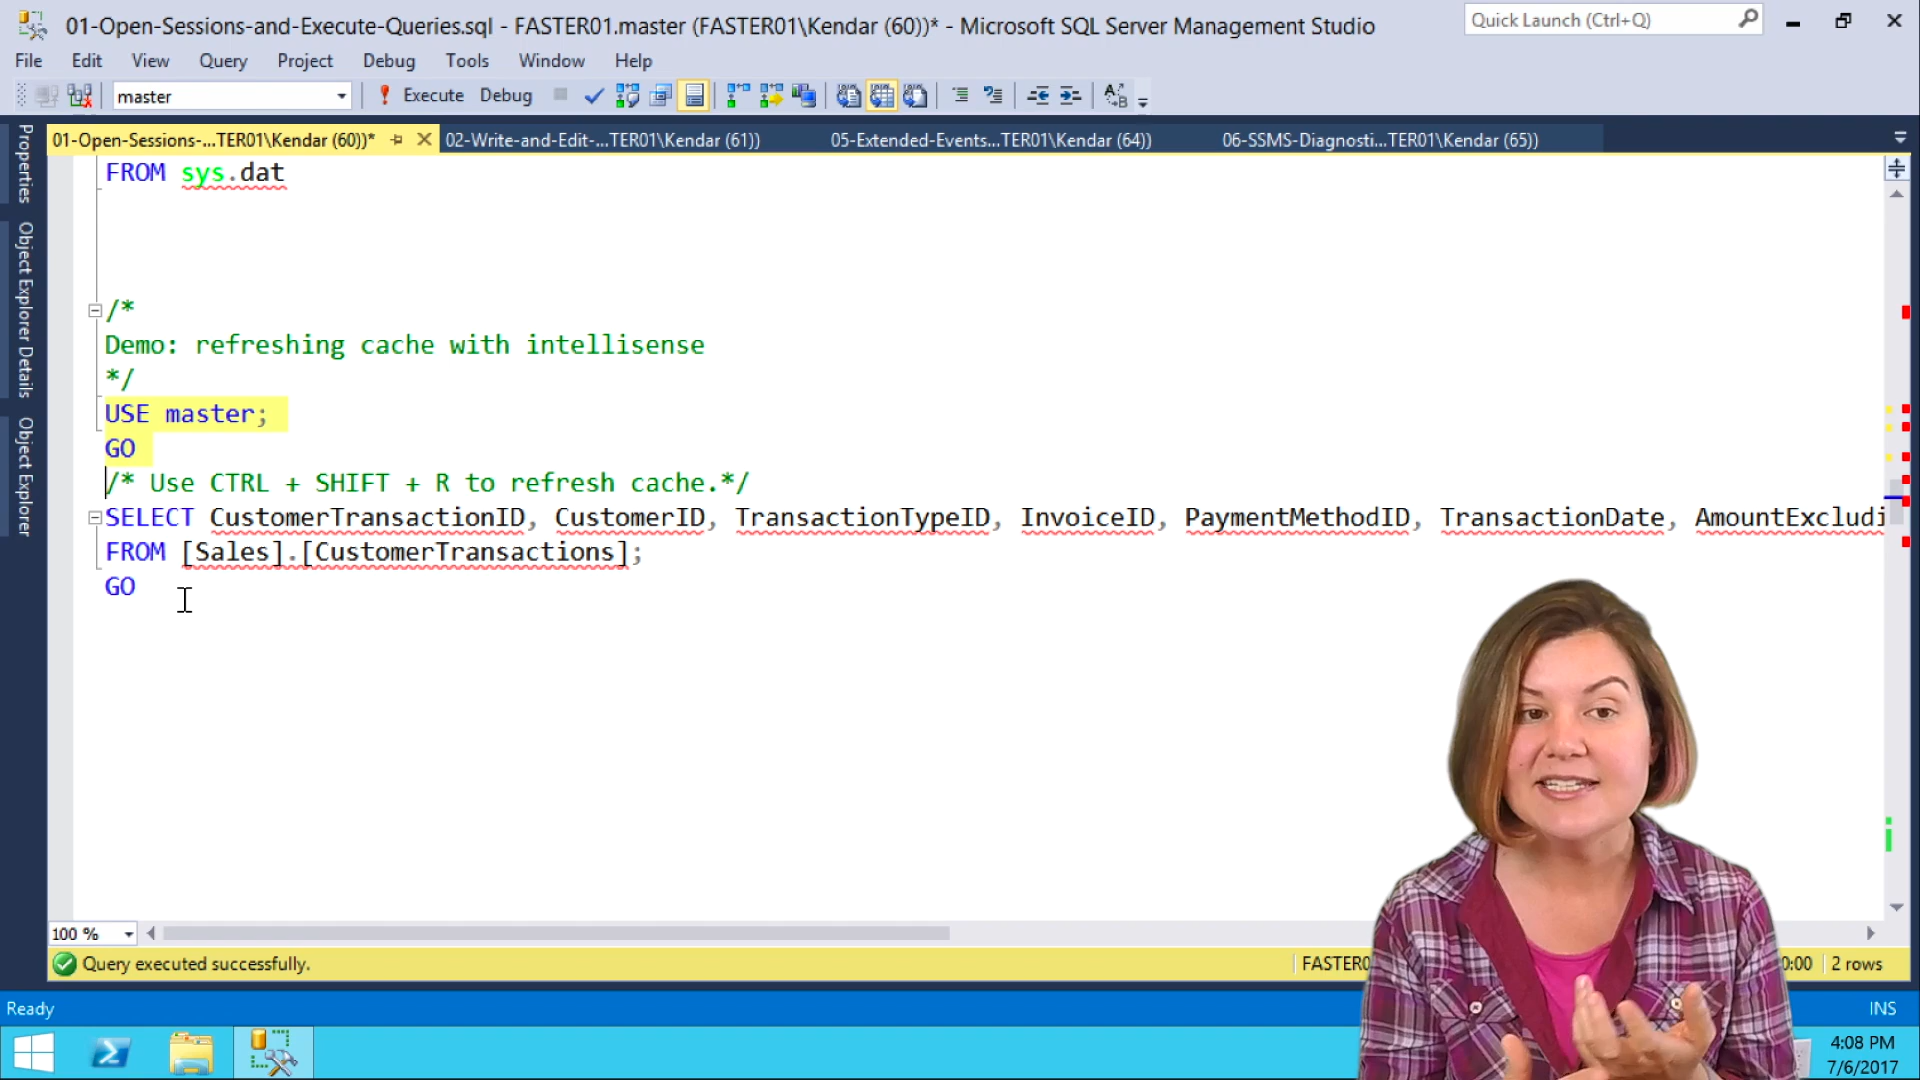 01-Open-Sessions-and-Execute-Queries.sql - FASTER01.master (FASTER01\Kendar (60))* - Microsoft SQL Server Management Studio
Quick Launch (Ctrl+Q)
File Edit View Query Project Debug Tools Window Help
master Execute Debug
01-Open-Sessions-...TER01\Kendar (60))* 02-Write-and-Edit-...TER01\Kendar (61)) 05-Extended-Events...TER01\Kendar (64)) 06-SSMS-Diagnosti...TER01\Kendar (65))
Properties
Object Explorer Details
Object Explorer
FROM sys.dat
/*
Demo: refreshing cache with intellisense
*/
USE master;
GO
/* Use CTRL + SHIFT + R to refresh cache.*/
SELECT CustomerTransactionID, CustomerID, TransactionTypeID, InvoiceID, PaymentMethodID, TransactionDate, AmountExcludi
FROM [Sales].[CustomerTransactions];
GO
100 %
Query executed successfully. FASTER0 0:00 2 rows
Ready INS
4:08 PM
7/6/2017